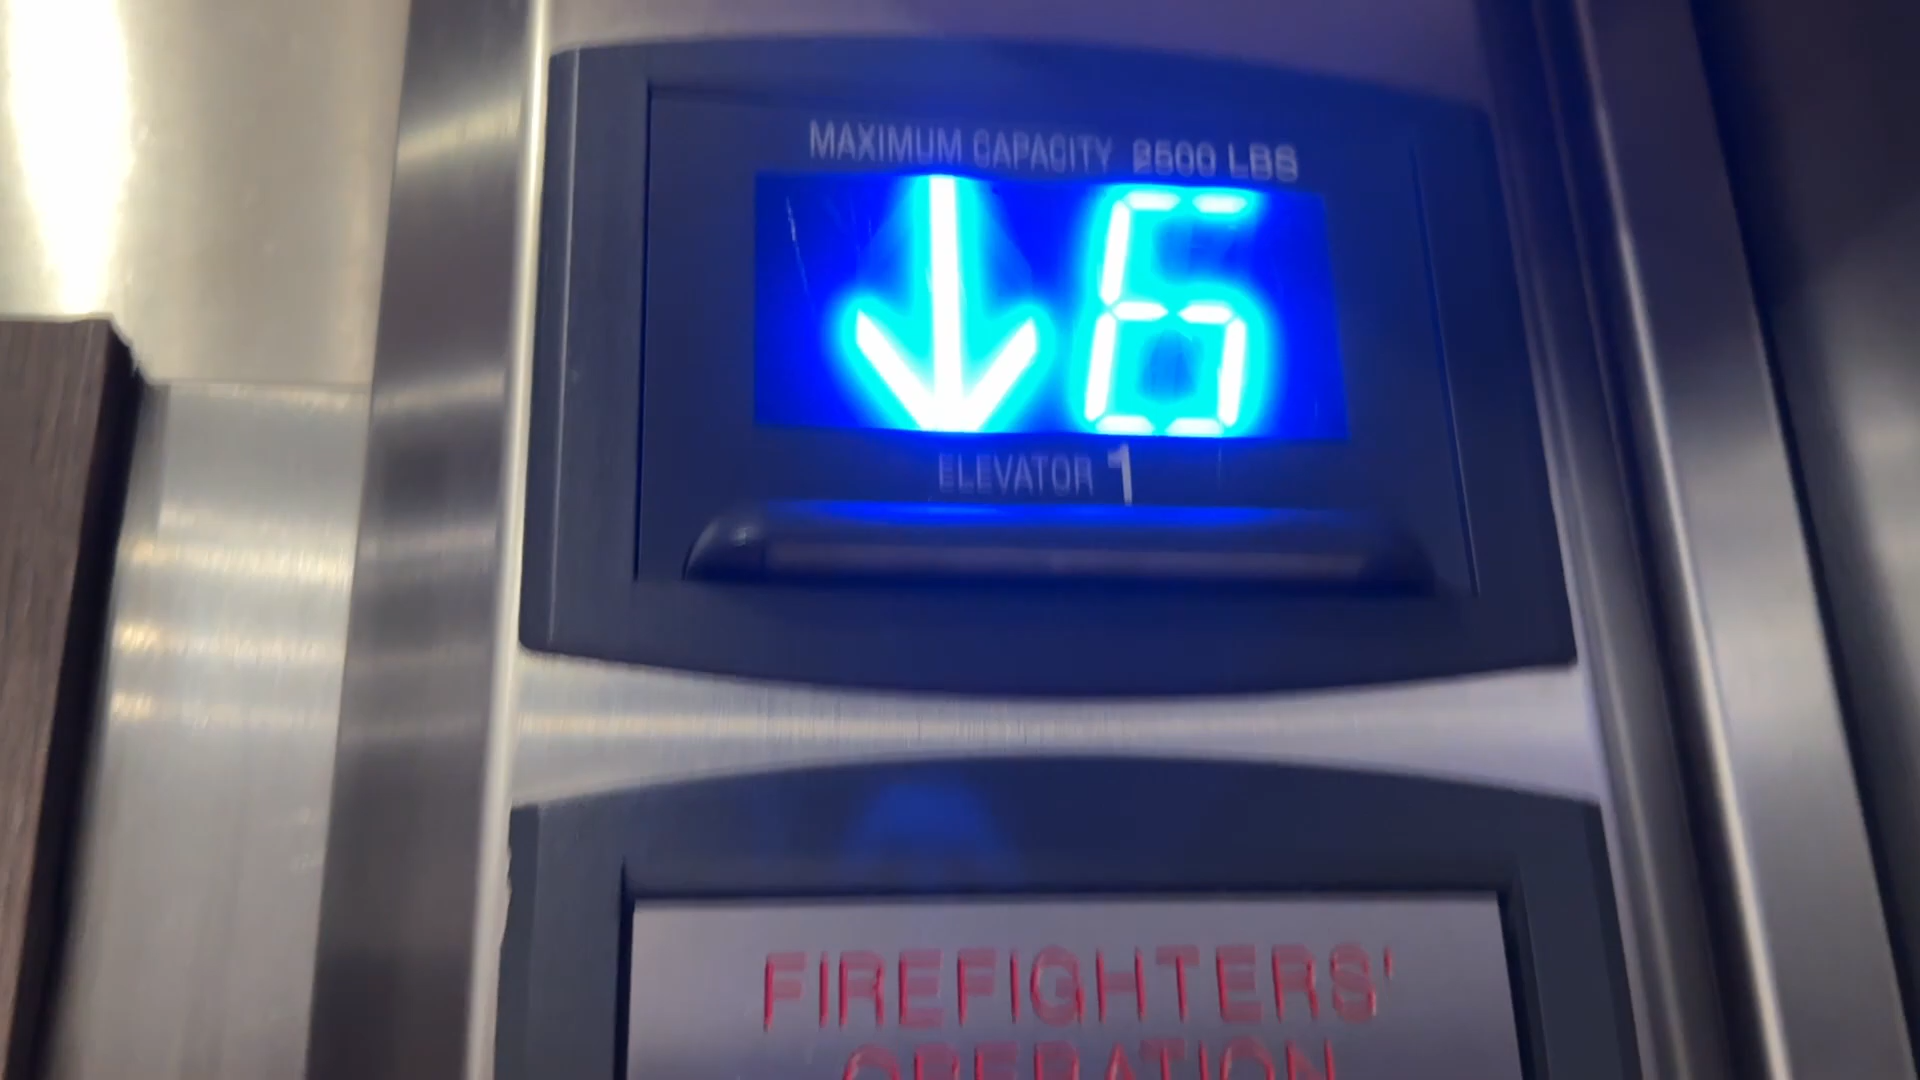 MAXIMUM CAPACITY 2500 LBS
↓ 6
ELEVATOR 1
FIREFIGHTERS'
OPERATION